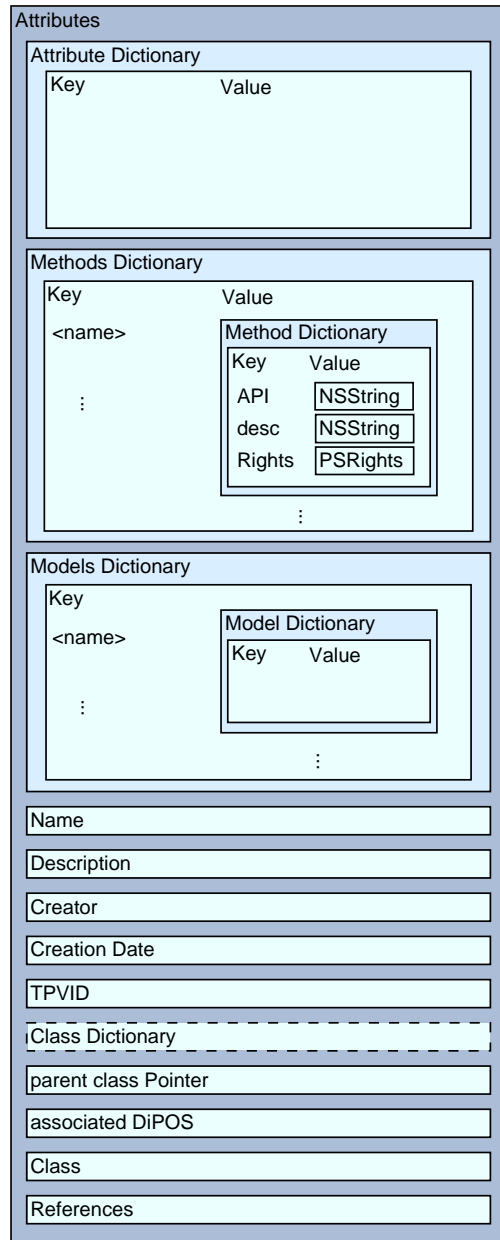 Attributes
Attribute Dictionary
Key Value
Methods Dictionary
Key Value
<name> Method Dictionary
Key Value
⋮ API NSString
desc NSString
Rights PSRights
⋮
Models Dictionary
Key
<name> Model Dictionary
Key Value
⋮
⋮
Name
Description
Creator
Creation Date
TPVID
Class Dictionary
parent class Pointer
associated DiPOS
Class
References